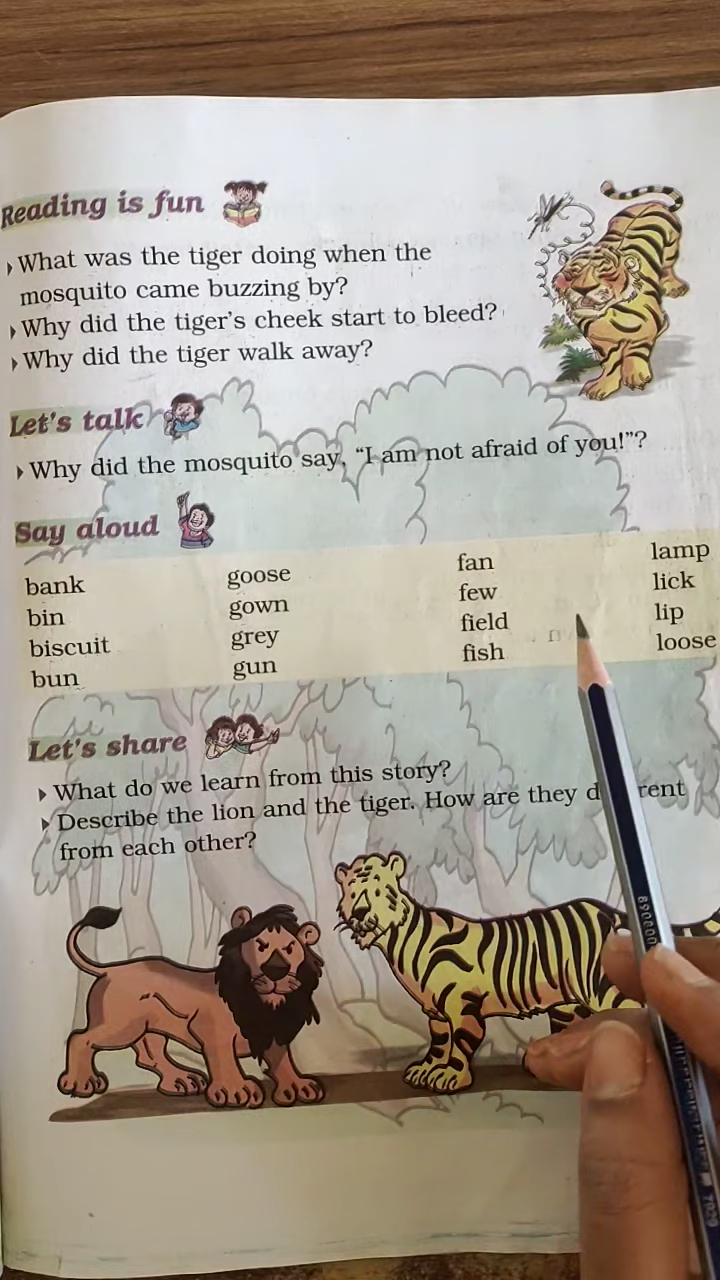 Reading is fun
What was the tiger doing when the
mosquito came buzzing by?
Why did the tiger's cheek start to bleed?
Why did the tiger walk away?
Let's talk
Why did the mosquito say, “I am not afraid of you!”?
Say aloud
bank goose fan lamp
bin gown few lick
biscuit grey field lip
bun gun fish loose
Let's share
What do we learn from this story?
Describe the lion and the tiger. How are they d rent
from each other?